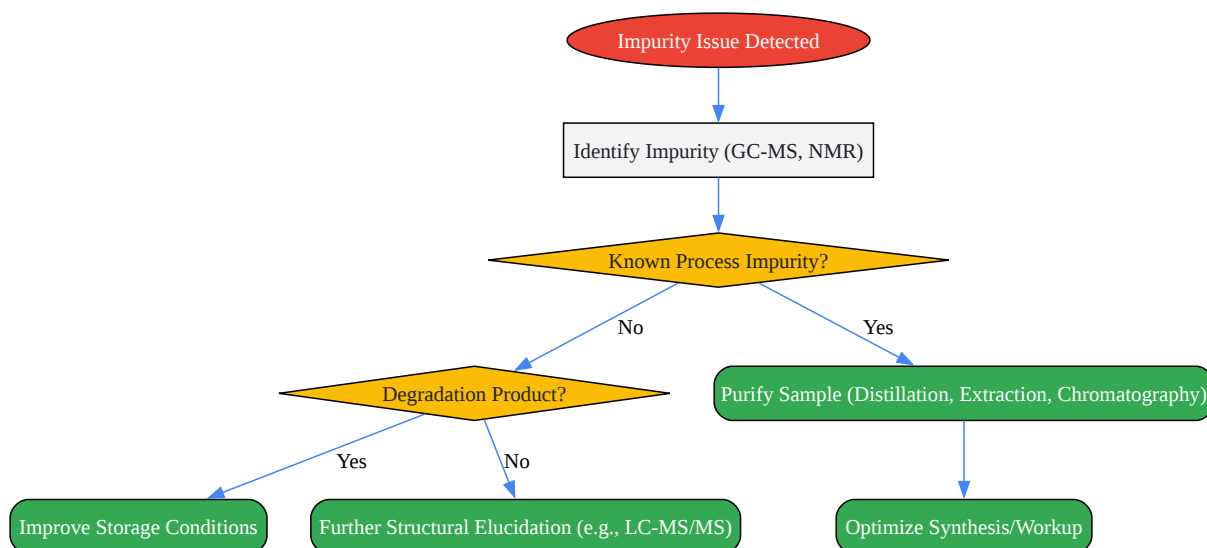 Impurity Issue Detected
Identify Impurity (GC-MS, NMR)
Known Process Impurity?
No
Yes
Degradation Product?
Purify Sample (Distillation, Extraction, Chromatography)
Yes
No
Improve Storage Conditions
Further Structural Elucidation (e.g., LC-MS/MS)
Optimize Synthesis/Workup